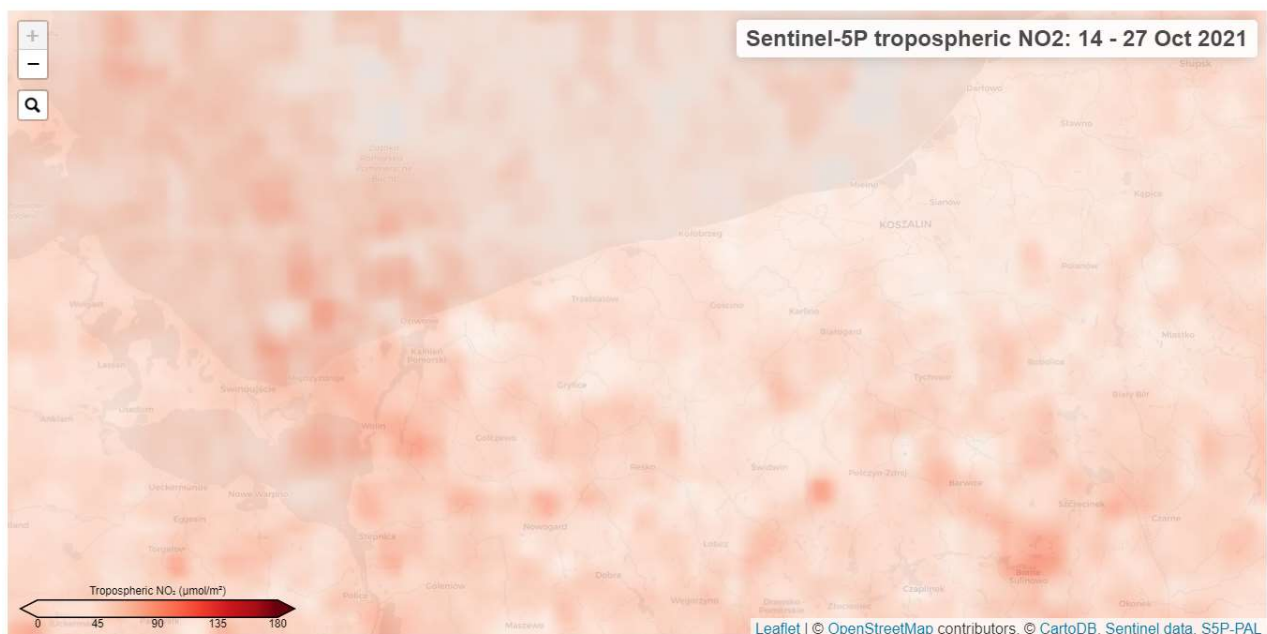 +
Sentinel-5P tropospheric NO2: 14 - 27 Oct 2021
−
Słupsk
Darłowo
Sławno
Mielno
Kępice
Sianów
KOSZALIN
Kołobrzeg
Polanów
Wolgast
Trzebiatów
Gościno
Karlino
Białogard
Miastko
Dziwnów
Kamień
Pomorski
Lassan
Bobolice
Tychowo
Świnoujście
Międzyzdroje
Gryfice
Biały Bór
Anklam
Usedom
Wolin
Golczewo
Resko
Świdwin
Połczyn-Zdrój
Barwice
Ueckermünde
Nowe Warpno
Szczecinek
Czarne
Eggesin
Nowogard
Stepnica
Torgelow
Łobez
Borne
Sulinowo
Dobra
Goleniów
Czaplinek
Police
Węgorzyno
Drawsko
Pomorskie
Złocieniec
Okonek
Maszewo
Tropospheric NO₂ (μmol/m²)
0 45 90 135 180
Leaflet | © OpenStreetMap contributors, © CartoDB, Sentinel data, S5P-PAL